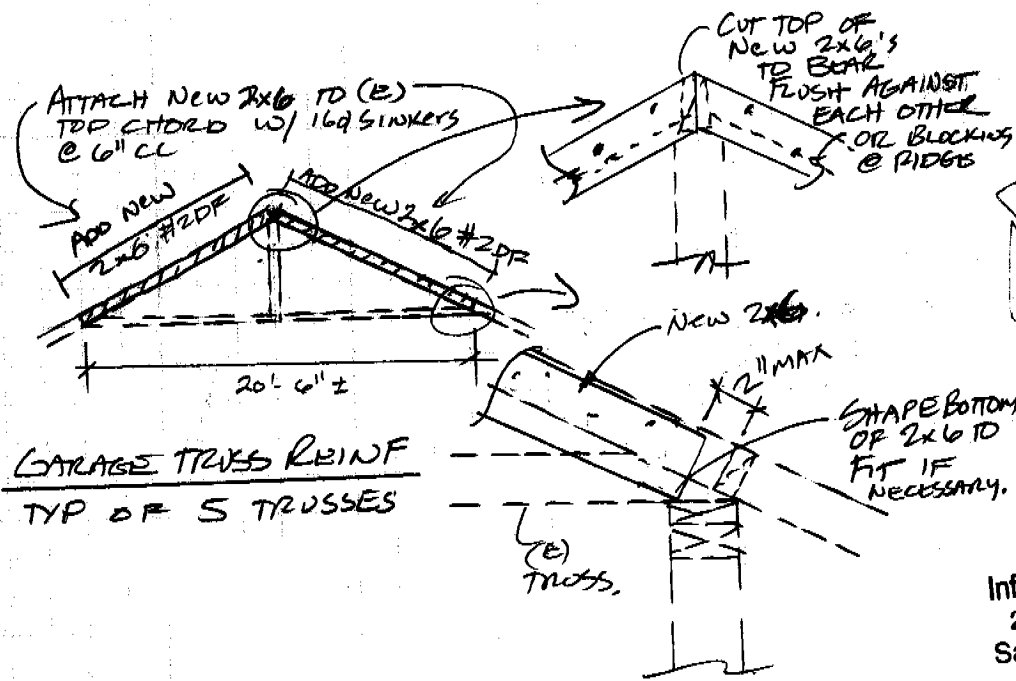 ATTACH NEW 2x6 TO (E)
TOP CHORD W/ 16d SINKERS
@ 6" CC
ADD NEW
2x6 #2DF
ADD NEW 2x6 #2DF
20'-6" ±
GARAGE TRUSS REINF
TYP OF 5 TRUSSES
CUT TOP OF
NEW 2x6's
TO BEAR
FLUSH AGAINST
EACH OTHER
OR BLOCKING
@ RIDGE
NEW 2x6.
2" MAX
SHAPE BOTTOM
OF 2x6 TO
FIT IF
NECESSARY.
(E)
TRUSS.